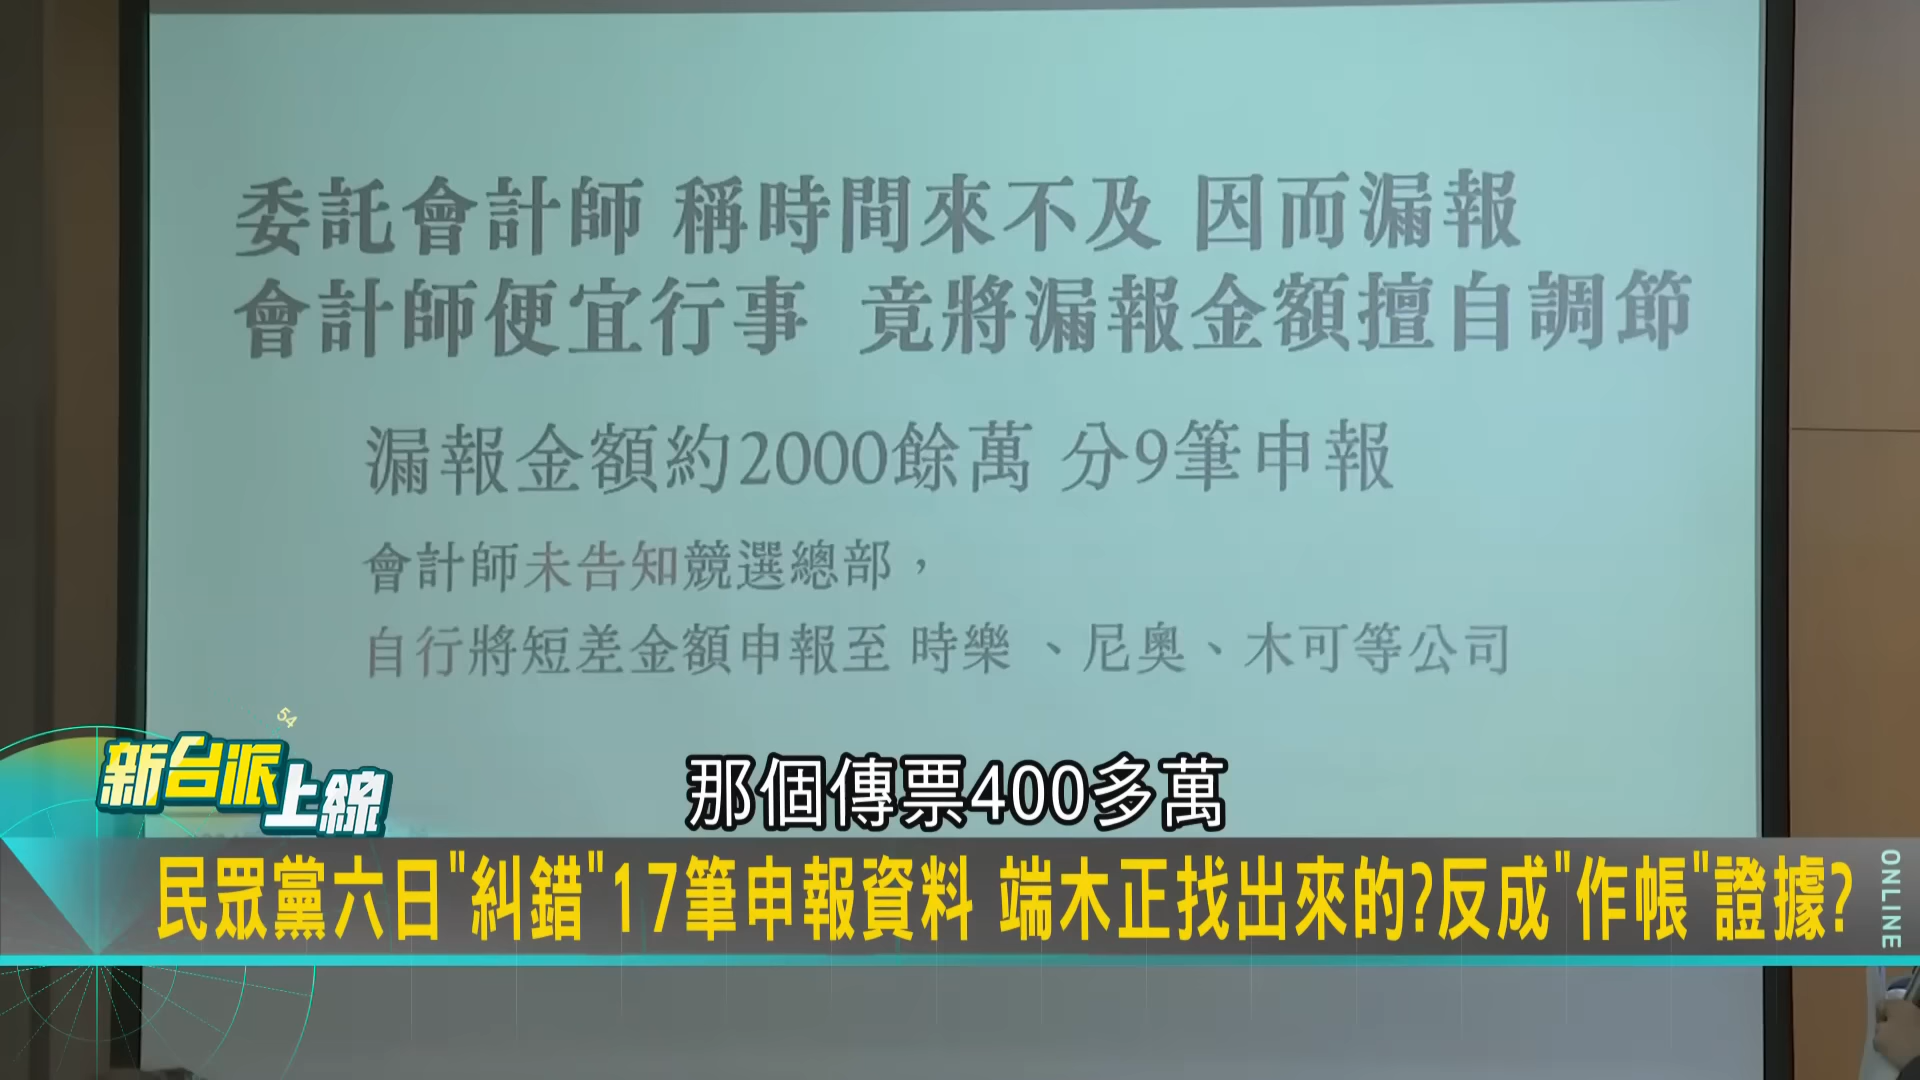 委託會計師 稱時間來不及 因而漏報
會計師便宜行事 竟將漏報金額擅自調節
漏報金額約2000餘萬 分9筆申報
會計師未告知競選總部，
自行將短差金額申報至 時樂 、尼奧、木可等公司
54
新台派上線
那個傳票400多萬
民眾黨六日"糾錯"17筆申報資料 端木正找出來的?反成"作帳"證據?
ONLINE